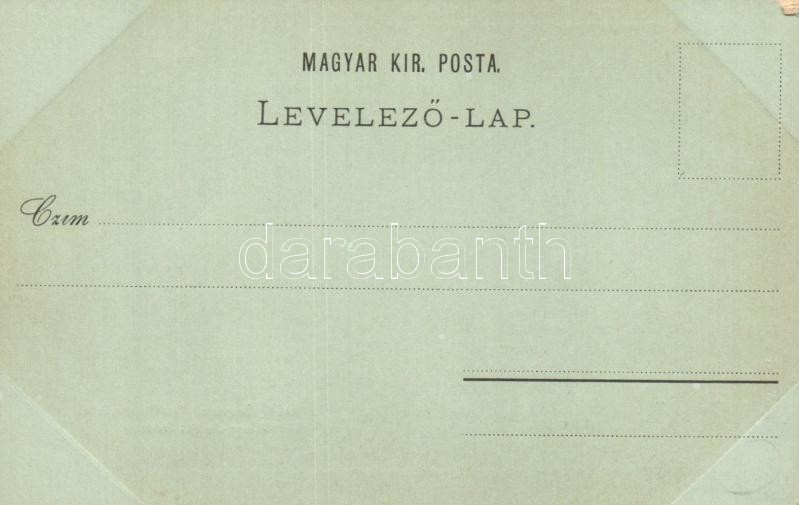 MAGYAR KIR. POSTA.
LEVELEZŐ-LAP.
Czim
darabanth